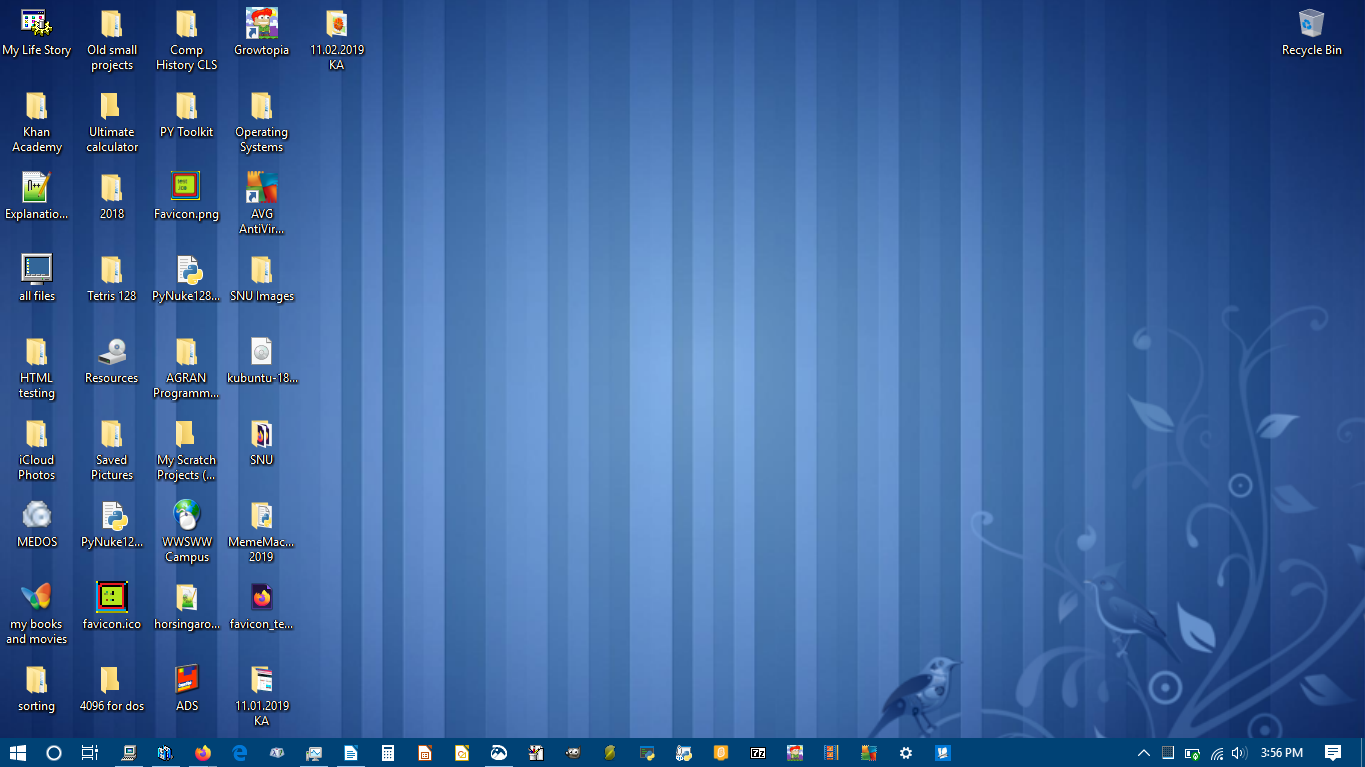 My Life Story
Old small
projects
Comp
History CLS
Growtopia
11.02.2019
KA
Recycle Bin
Khan
Academy
Ultimate
calculator
PY Toolkit
Operating
Systems
Explanatio...
2018
Favicon.png
AVG
AntiVir...
all files
Tetris 128
PyNuke128...
SNU Images
HTML
testing
Resources
AGRAN
Programm...
kubuntu-18...
iCloud
Photos
Saved
Pictures
My Scratch
Projects (...
SNU
MEDOS
PyNuke12...
WWSWW
Campus
MemeMac...
2019
my books
and movies
favicon.ico
horsingaro...
favicon_te...
sorting
4096 for dos
ADS
11.01.2019
KA
3:56 PM